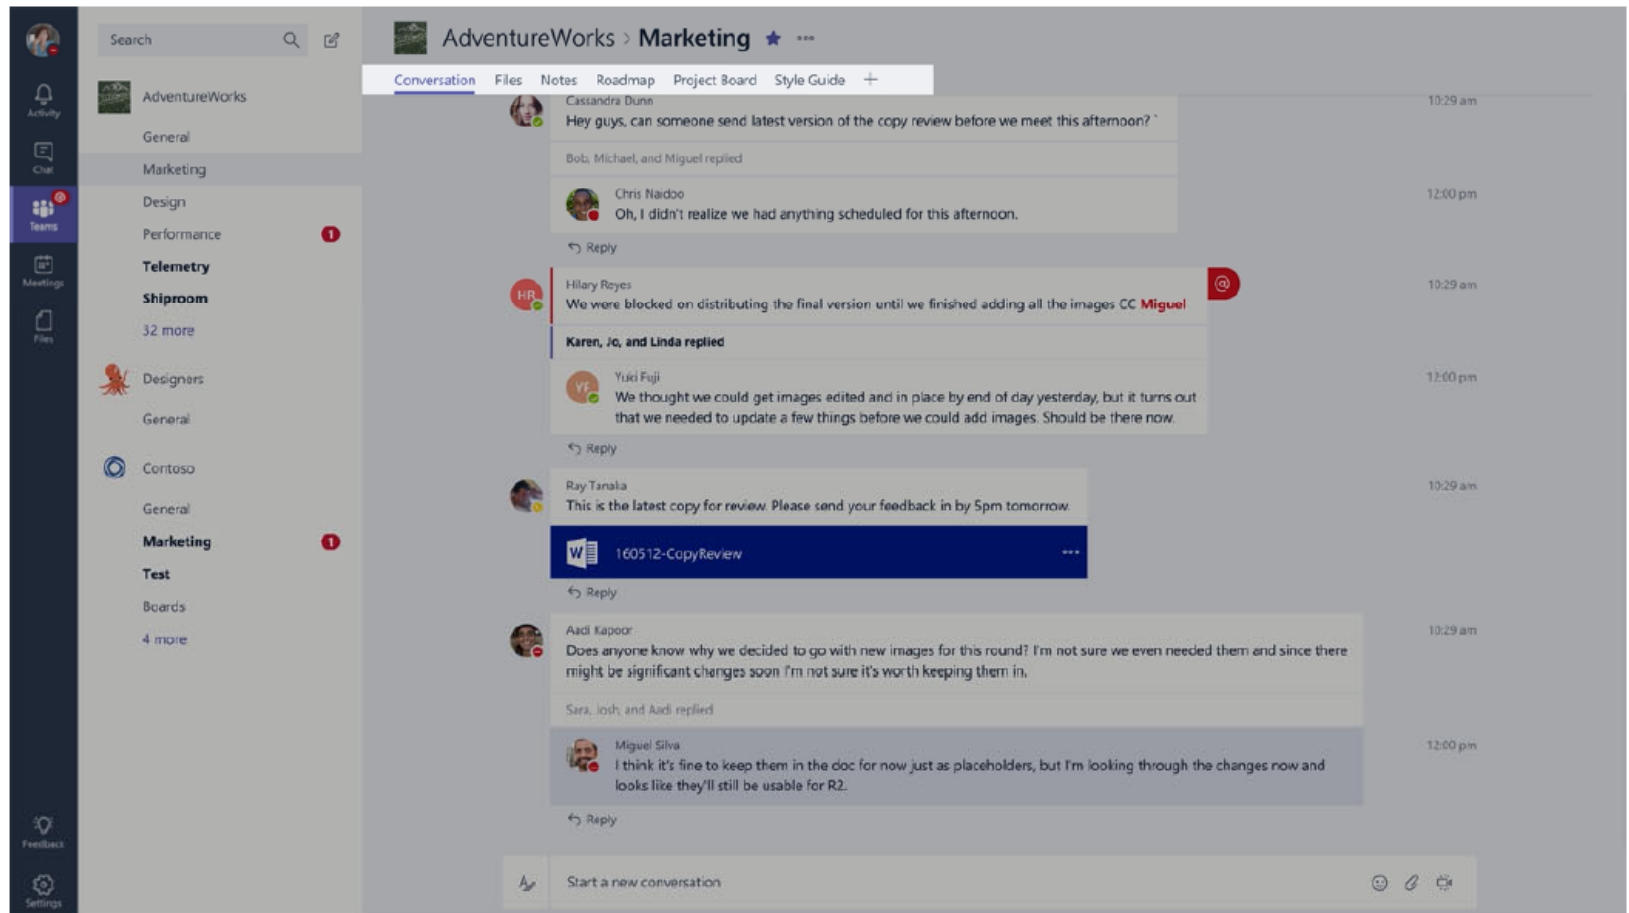 Search
Activity
Chat
Teams
Meetings
Files
Feedback
Settings
AdventureWorks
General
Marketing
Design
Performance 1
Telemetry
Shiproom
32 more
Designers
General
Contoso
General
Marketing 1
Test
Boards
4 more
AdventureWorks > Marketing
Conversation Files Notes Roadmap Project Board Style Guide +
Cassandra Dunn 10:29 am
Hey guys, can someone send latest version of the copy review before we meet this afternoon? `
Bob, Michael, and Miguel replied
Chris Naidoo 12:00 pm
Oh, I didn't realize we had anything scheduled for this afternoon.
Reply
HR
Hilary Reyes @ 10:29 am
We were blocked on distributing the final version until we finished adding all the images CC Miguel
Karen, Jo, and Linda replied
YF
Yuki Fuji 12:00 pm
We thought we could get images edited and in place by end of day yesterday, but it turns out
that we needed to update a few things before we could add images. Should be there now.
Reply
Ray Tanaka 10:29 am
This is the latest copy for review. Please send your feedback in by 5pm tomorrow.
W 160512-CopyReview
Reply
Aadi Kapoor 10:29 am
Does anyone know why we decided to go with new images for this round? I'm not sure we even needed them and since there
might be significant changes soon I'm not sure it's worth keeping them in.
Sara, Josh, and Aadi replied
Miguel Silva 12:00 pm
I think it's fine to keep them in the doc for now just as placeholders, but I'm looking through the changes now and
looks like they'll still be usable for R2.
Reply
Start a new conversation